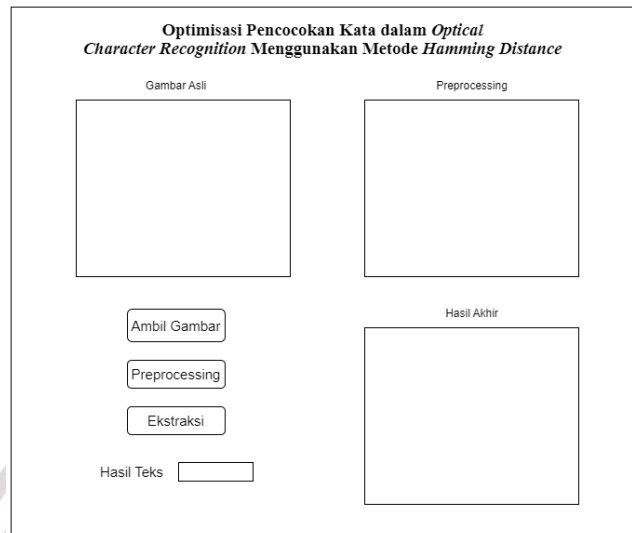 Optimisasi Pencocokan Kata dalam Optical
Character Recognition Menggunakan Metode Hamming Distance
Gambar Asli
Preprocessing
Ambil Gambar
Preprocessing
Ekstraksi
Hasil Teks
Hasil Akhir